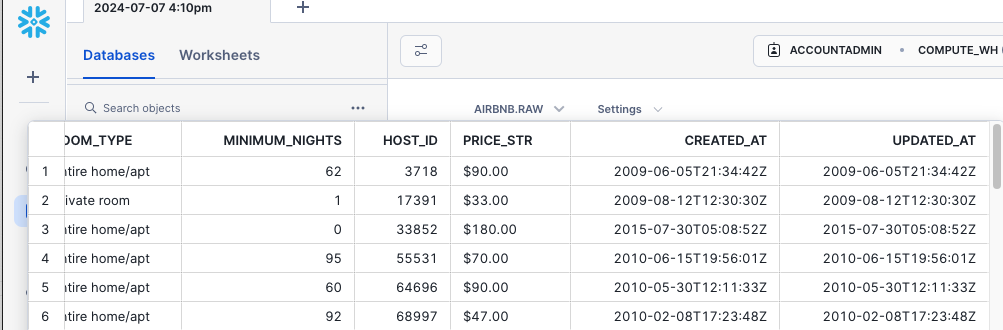 2024-07-07 4:10pm
Databases Worksheets
ACCOUNTADMIN • COMPUTE_WH
Search objects ...
AIRBNB.RAW Settings
OOM_TYPE MINIMUM_NIGHTS HOST_ID PRICE_STR CREATED_AT UPDATED_AT
1 ntire home/apt 62 3718 $90.00 2009-06-05T21:34:42Z 2009-06-05T21:34:42Z
2 ivate room 1 17391 $33.00 2009-08-12T12:30:30Z 2009-08-12T12:30:30Z
3 ntire home/apt 0 33852 $180.00 2015-07-30T05:08:52Z 2015-07-30T05:08:52Z
4 ntire home/apt 95 55531 $70.00 2010-06-15T19:56:01Z 2010-06-15T19:56:01Z
5 ntire home/apt 60 64696 $90.00 2010-05-30T12:11:33Z 2010-05-30T12:11:33Z
6 ntire home/apt 92 68997 $47.00 2010-02-08T17:23:48Z 2010-02-08T17:23:48Z